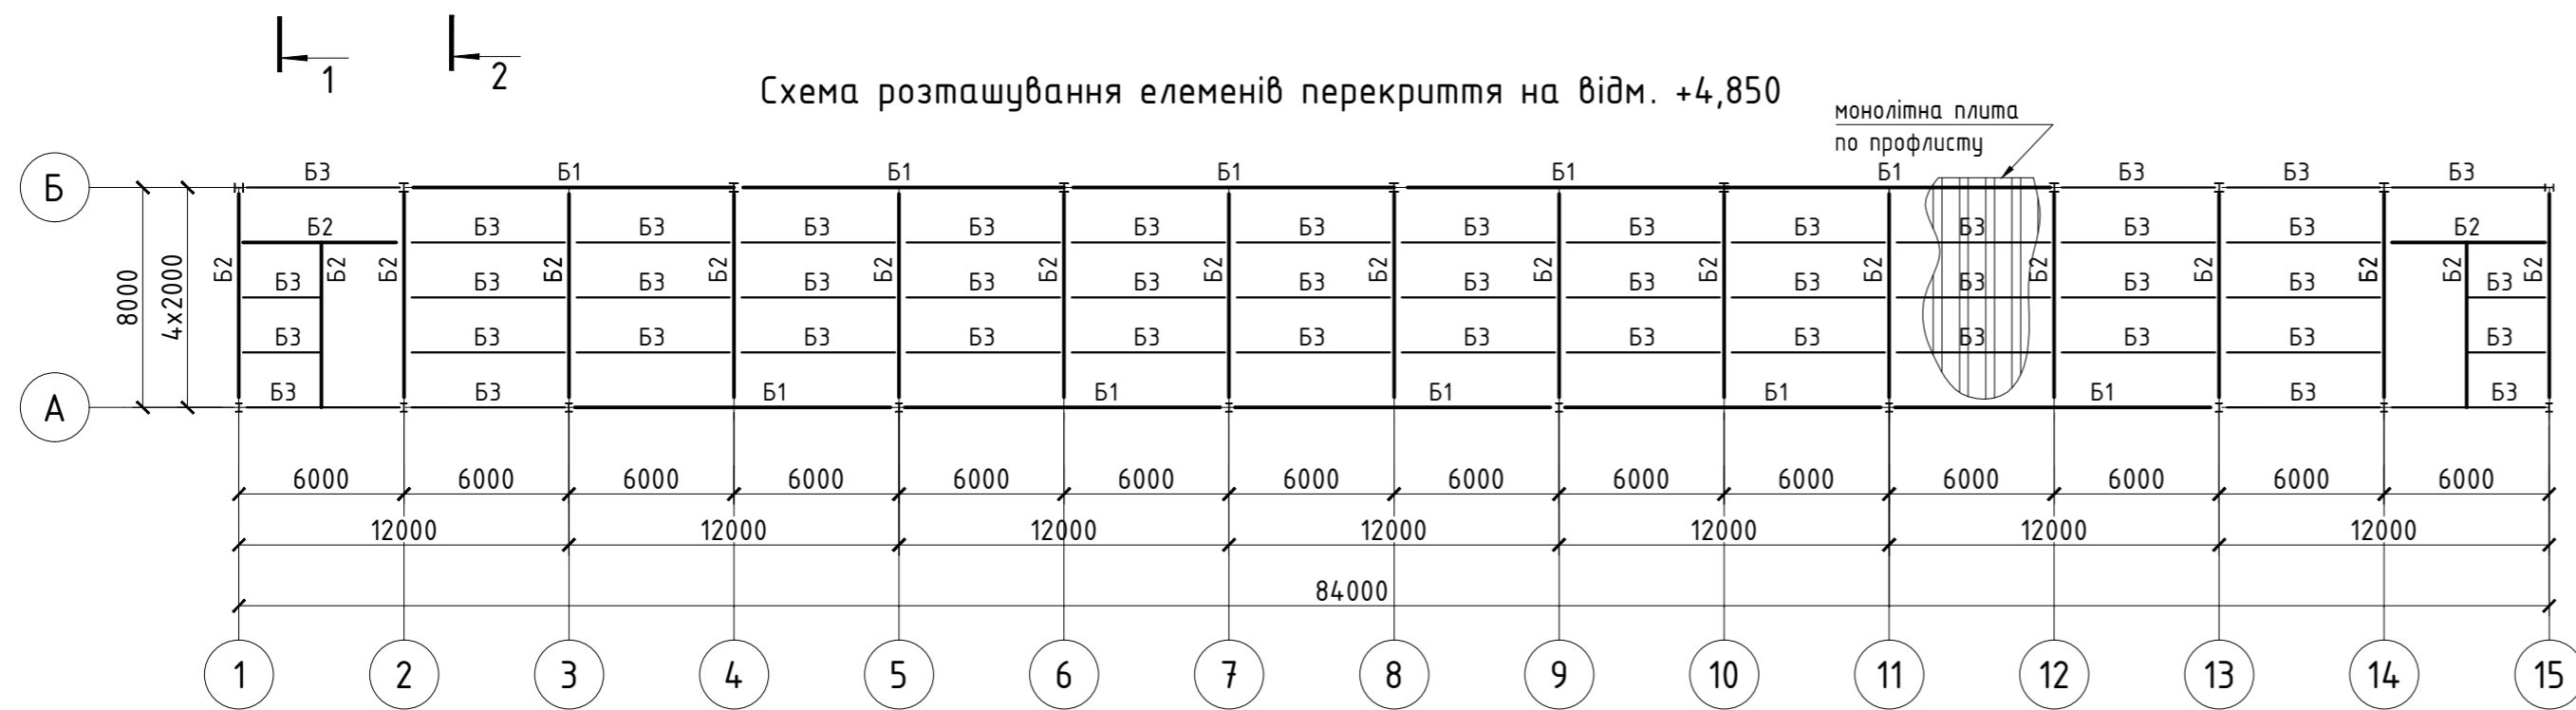 1
2
Схема розташування елеменів перекриття на відм. +4,850
монолітна плита
по профлисту
Б
Б3 Б1 Б1 Б1 Б1 Б1 Б3 Б3 Б3
Б2 Б3 Б3 Б3 Б3 Б3 Б3 Б3 Б3 Б3 Б3 Б3 Б3 Б2
8000
4х2000
Б2 Б2 Б2 Б2 Б2 Б2 Б2 Б2 Б2 Б2 Б2 Б2 Б2 Б2 Б2 Б2 Б2
Б3 Б3 Б3 Б3 Б3 Б3 Б3 Б3 Б3 Б3 Б3 Б3 Б3 Б3
Б3 Б3 Б3 Б3 Б3 Б3 Б3 Б3 Б3 Б3 Б3 Б3 Б3 Б3
А
Б3 Б3 Б1 Б1 Б1 Б1 Б1 Б3 Б3
6000 6000 6000 6000 6000 6000 6000 6000 6000 6000 6000 6000 6000 6000
12000 12000 12000 12000 12000 12000 12000
84000
1 2 3 4 5 6 7 8 9 10 11 12 13 14 15